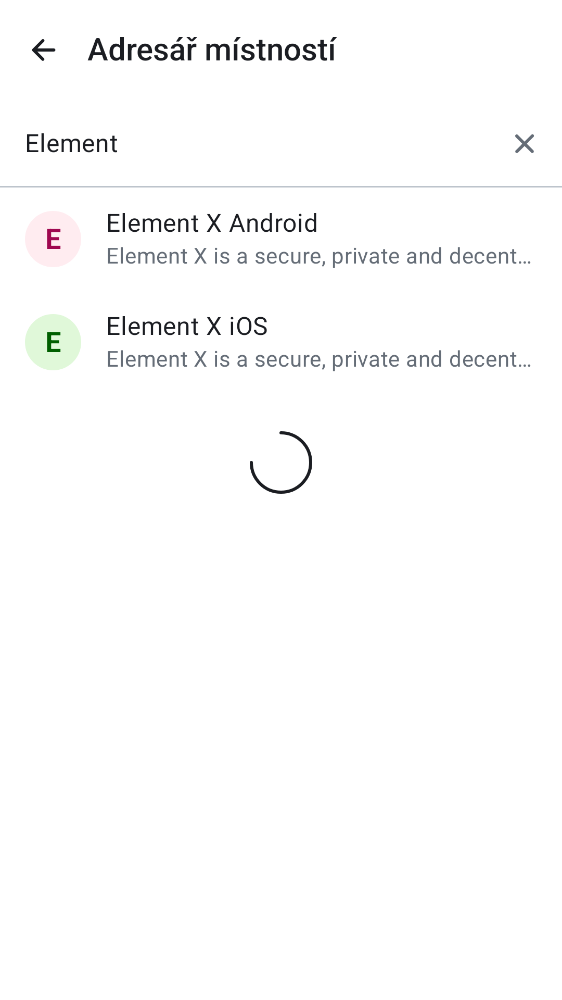 Adresář místností
Element
E
Element X Android
Element X is a secure, private and decent...
E
Element X iOS
Element X is a secure, private and decent...